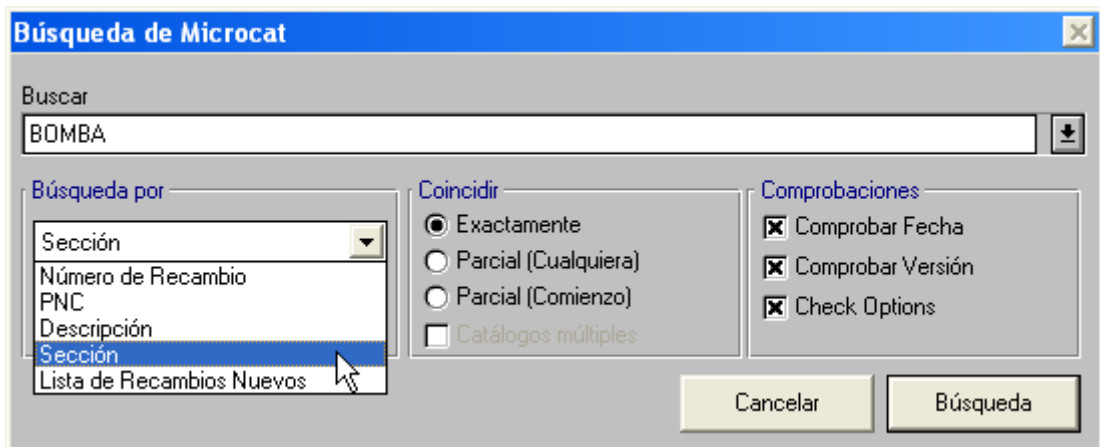 Búsqueda de Microcat
Buscar
BOMBA
Búsqueda por
Sección
Número de Recambio
PNC
Descripción
Sección
Lista de Recambios Nuevos
Coincidir
Exactamente
Parcial (Cualquiera)
Parcial (Comienzo)
Catálogos múltiples
Comprobaciones
Comprobar Fecha
Comprobar Versión
Check Options
Cancelar
Búsqueda